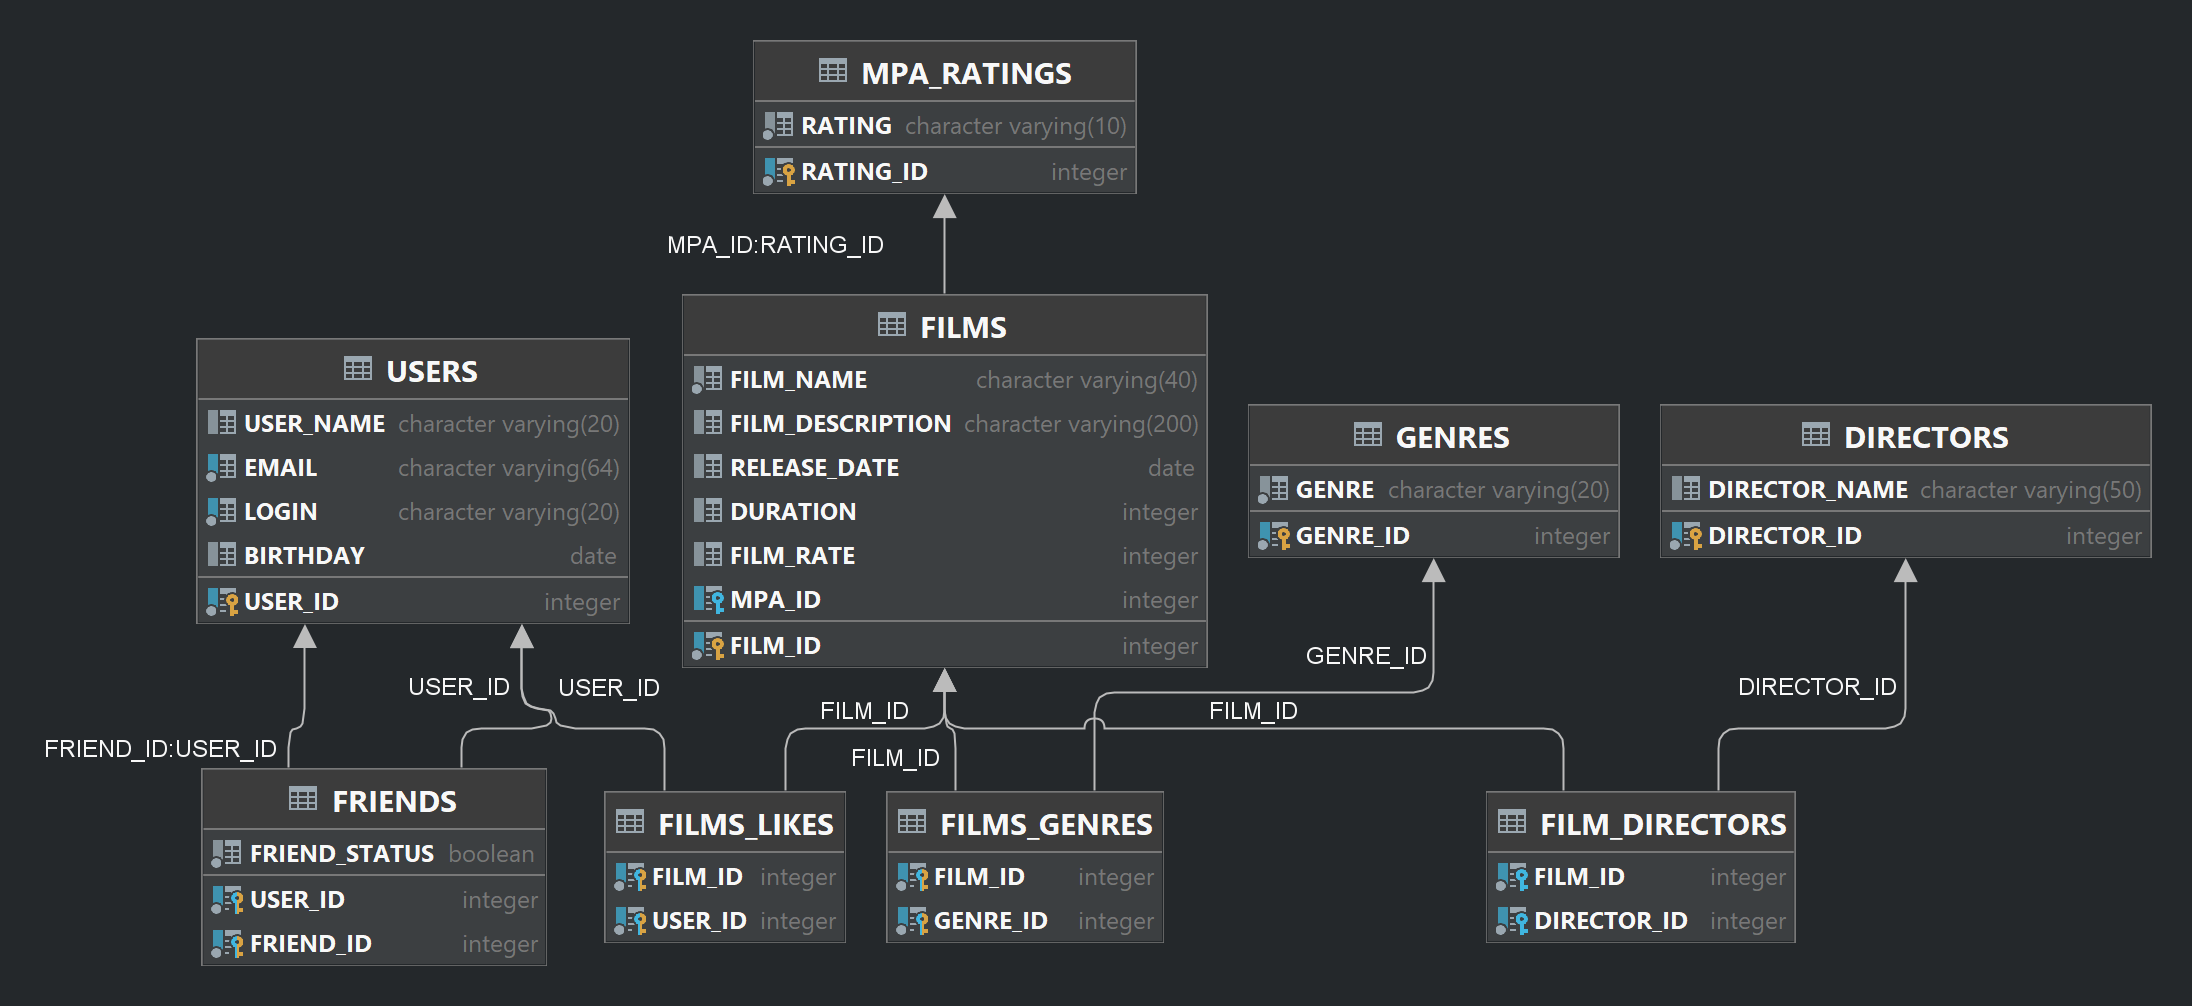 MPA_RATINGS
RATING character varying(10)
RATING_ID integer
MPA_ID:RATING_ID
FILMS
FILM_NAME character varying(40)
FILM_DESCRIPTION character varying(200)
RELEASE_DATE date
DURATION integer
FILM_RATE integer
MPA_ID integer
FILM_ID integer
USERS
USER_NAME character varying(20)
EMAIL character varying(64)
LOGIN character varying(20)
BIRTHDAY date
USER_ID integer
GENRES
GENRE character varying(20)
GENRE_ID integer
DIRECTORS
DIRECTOR_NAME character varying(50)
DIRECTOR_ID integer
GENRE_ID
DIRECTOR_ID
USER_ID
USER_ID
FILM_ID
FILM_ID
FRIEND_ID:USER_ID
FILM_ID
FRIENDS
FRIEND_STATUS boolean
USER_ID integer
FRIEND_ID integer
FILMS_LIKES
FILM_ID integer
USER_ID integer
FILMS_GENRES
FILM_ID integer
GENRE_ID integer
FILM_DIRECTORS
FILM_ID integer
DIRECTOR_ID integer